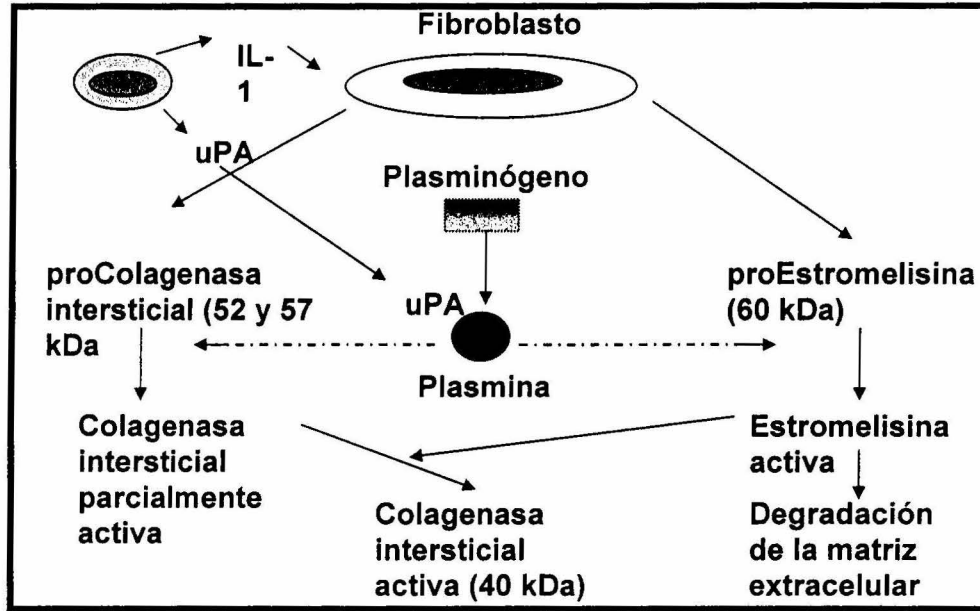 Fibroblasto
IL-
1
uPA
Plasminógeno
proColagenasa
intersticial (52 y 57
kDa
uPA
proEstromelisina
(60 kDa)
Plasmina
Colagenasa
intersticial
parcialmente
activa
Estromelisina
activa
Colagenasa
intersticial
activa (40 kDa)
Degradación
de la matriz
extracelular